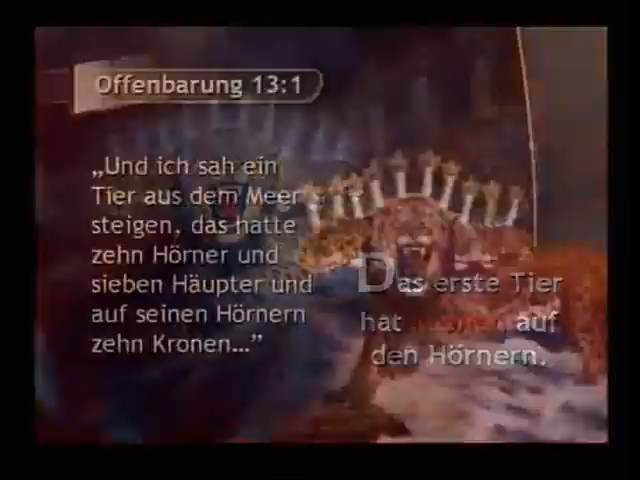 Offenbarung 13:1
„Und ich sah ein
Tier aus dem Meer
steigen, das hatte
zehn Hörner und
sieben Häupter und
auf seinen Hörnern
zehn Kronen...”
Das erste Tier
hat Kronen auf
den Hörnern.